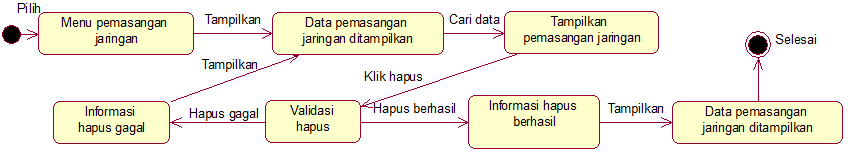 Pilih
Menu pemasangan
jaringan
Tampilkan
Data pemasangan
jaringan ditampilkan
Cari data
Tampilkan
pemasangan jaringan
Selesai
Tampilkan
Klik hapus
Informasi
hapus gagal
Hapus gagal
Validasi
hapus
Hapus berhasil
Informasi hapus
berhasil
Tampilkan
Data pemasangan
jaringan ditampilkan